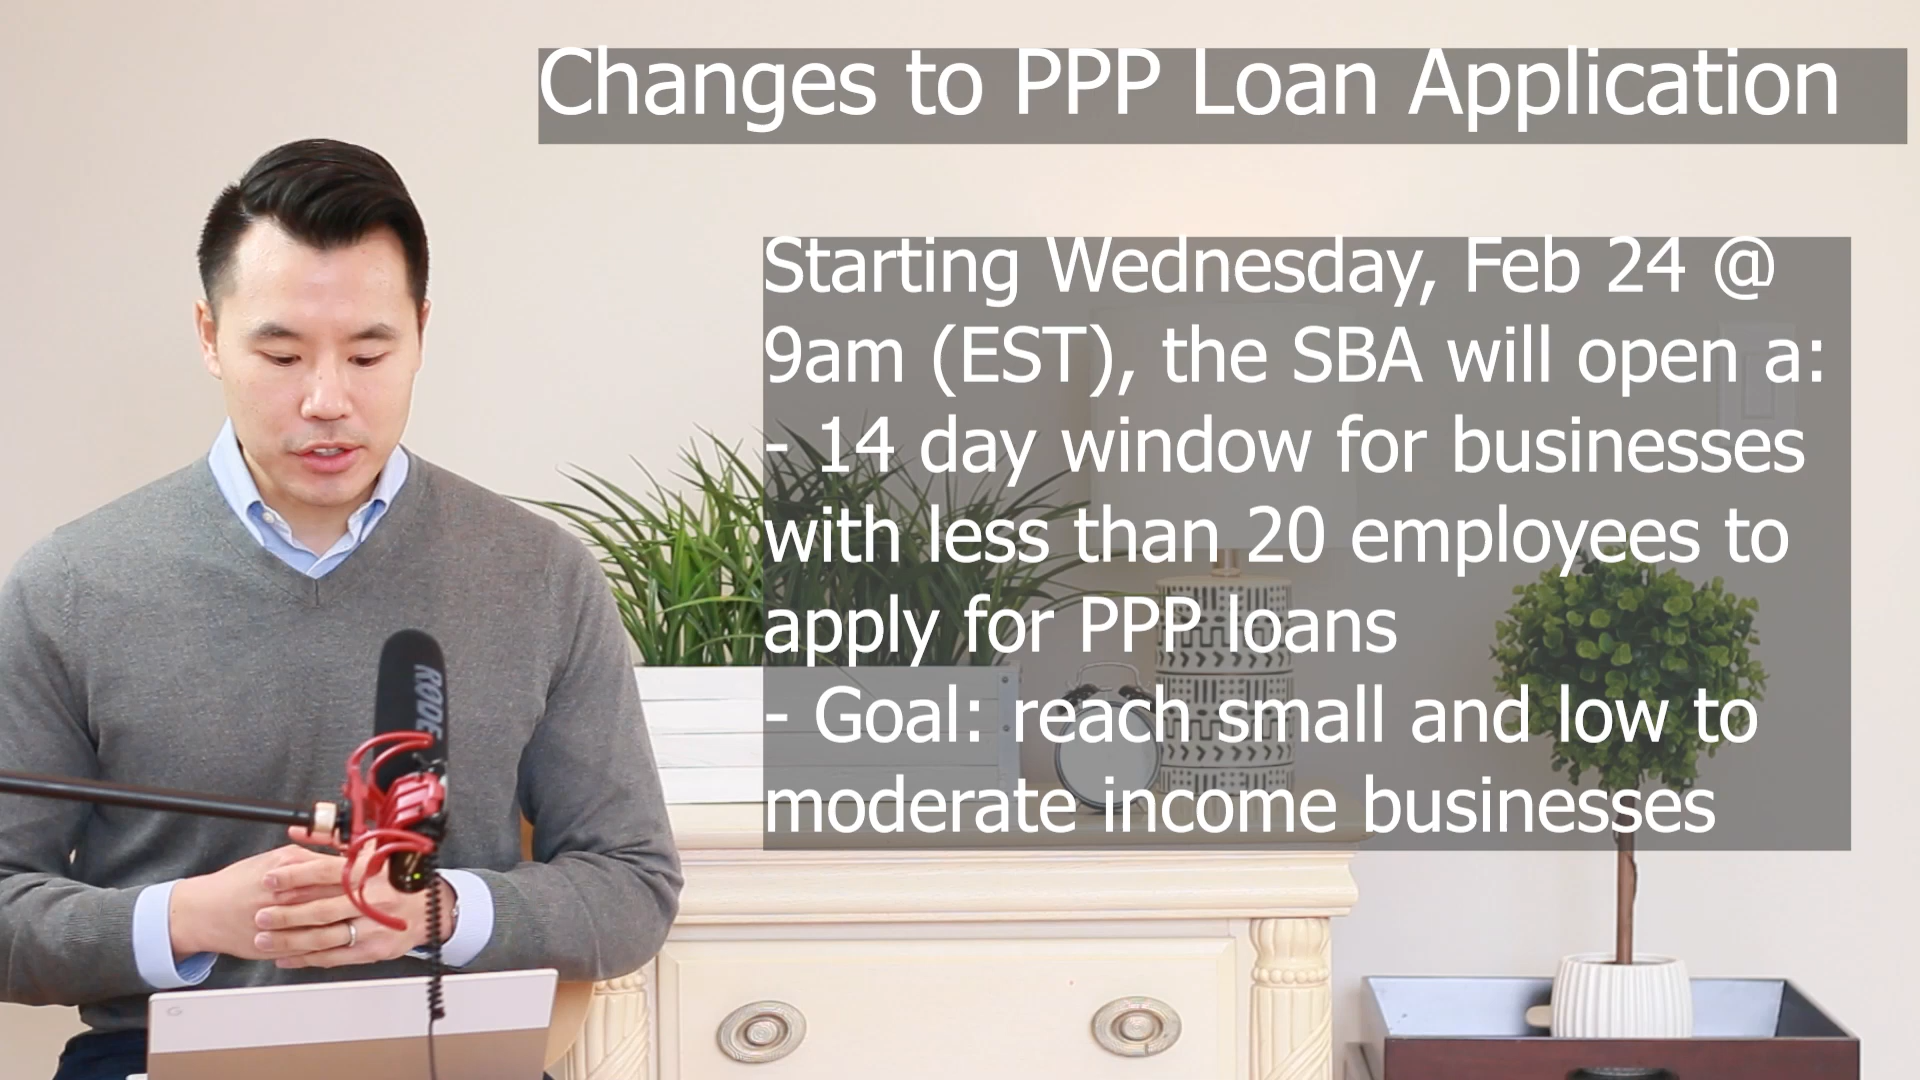 Changes to PPP Loan Application
Starting Wednesday, Feb 24 @
9am (EST), the SBA will open a:
- 14 day window for businesses
with less than 20 employees to
apply for PPP loans
- Goal: reach small and low to
moderate income businesses
RODE
G